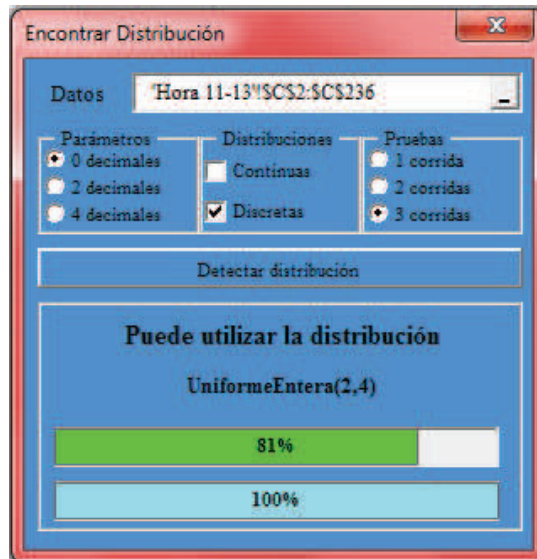 Encontrar Distribución
Datos 'Hora 11-13'!$C$2:$C$236
Parámetros Distribuciones Pruebas
0 decimales Continuas 1 corrida
2 decimales 2 corridas
4 decimales Discretas 3 corridas
Detectar distribución
Puede utilizar la distribución
UniformeEntera(2,4)
81%
100%